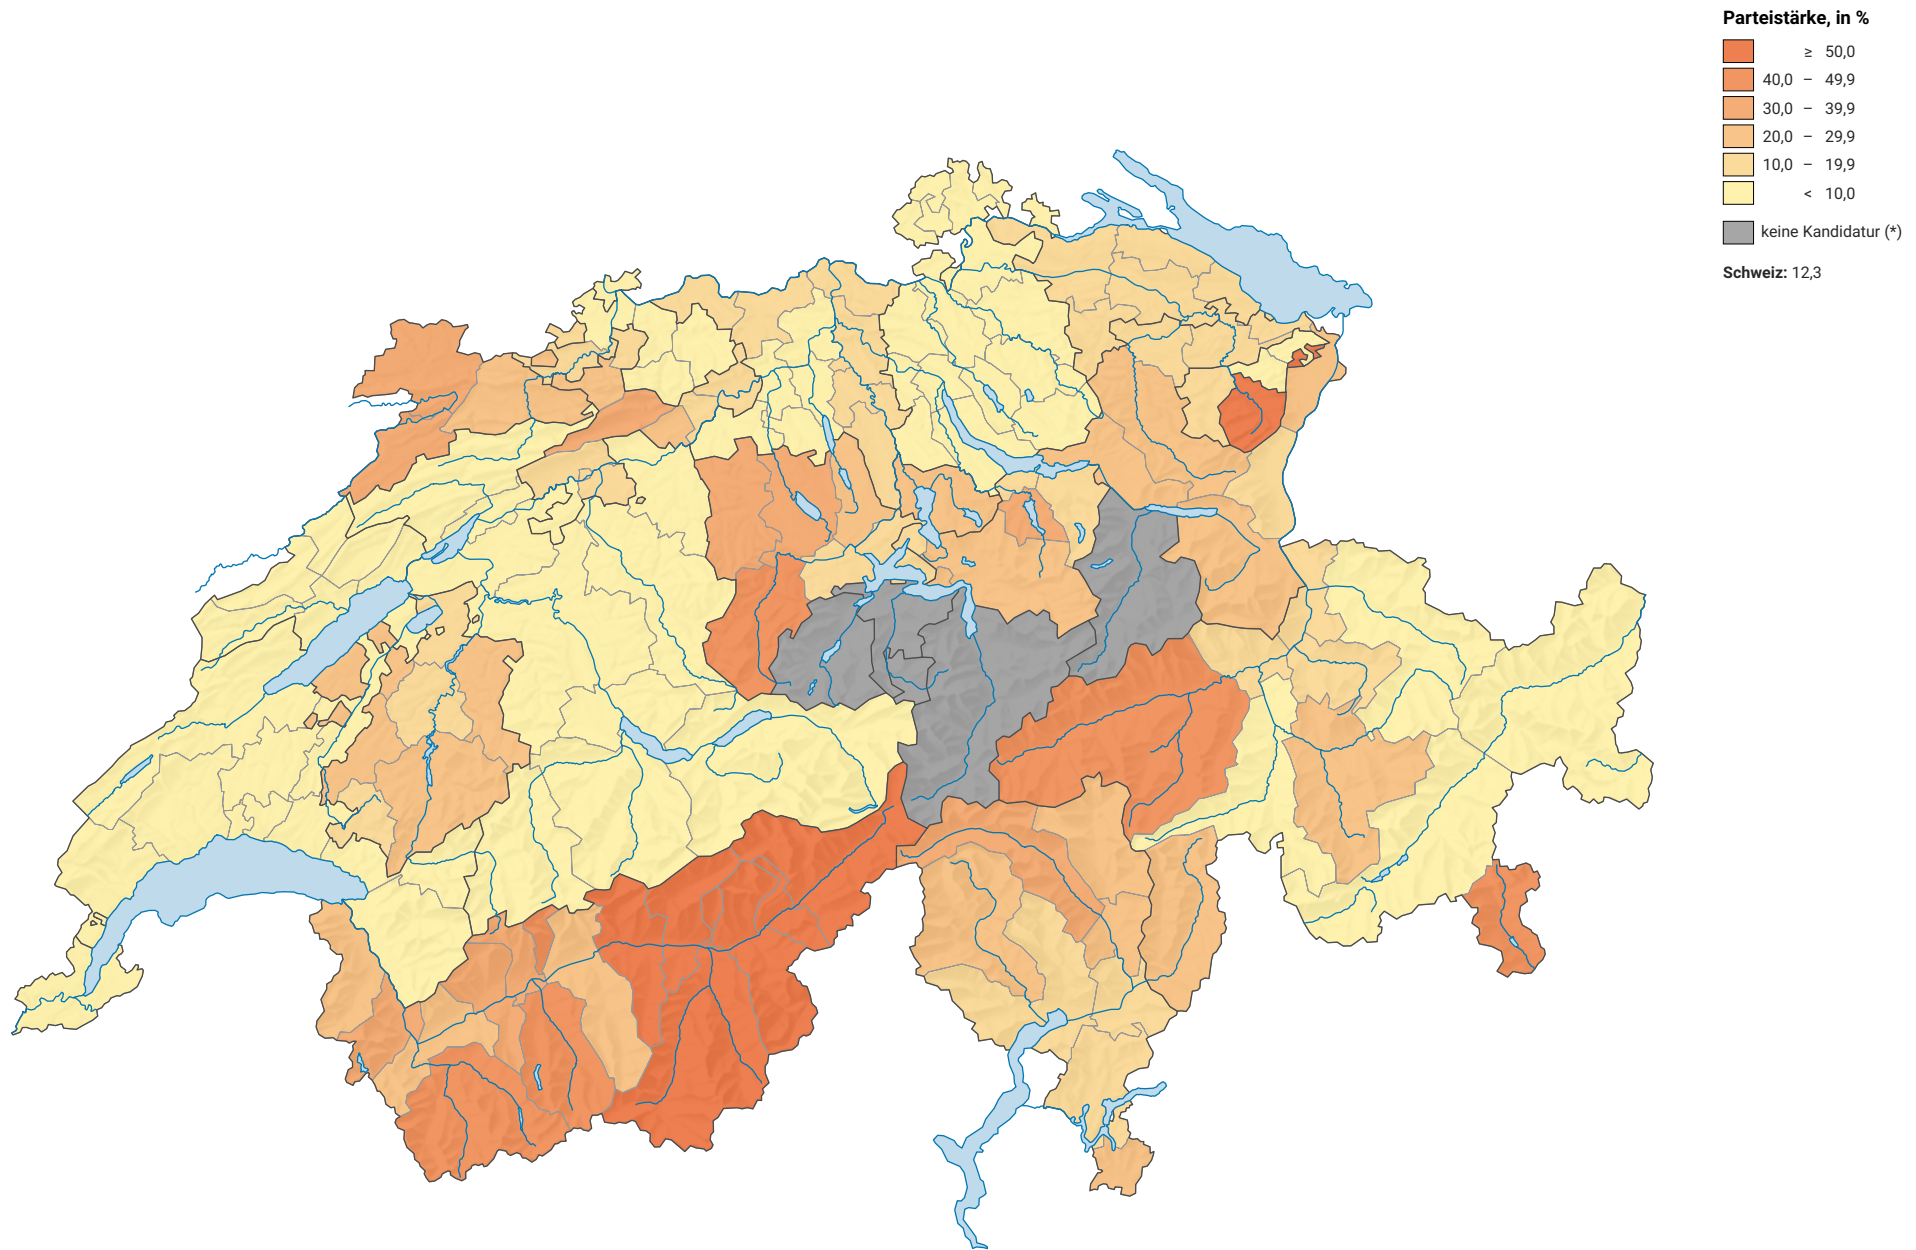 Parteistärke, in %
≥ 50,0
40,0 – 49,9
30,0 – 39,9
20,0 – 29,9
10,0 – 19,9
< 10,0
keine Kandidatur (*)
Schweiz: 12,3